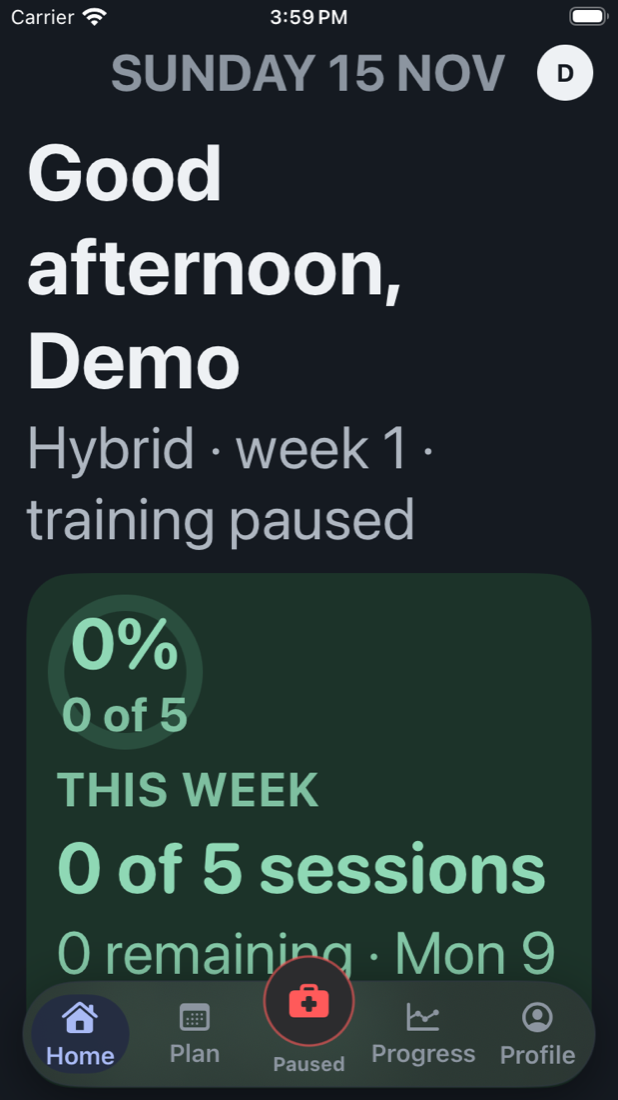 Carrier 3:59 PM
SUNDAY 15 NOV D
Good
afternoon,
Demo
Hybrid · week 1 ·
training paused
0%
0 of 5
THIS WEEK
0 of 5 sessions
0 remaining · Mon 9
Home Plan Paused Progress Profile